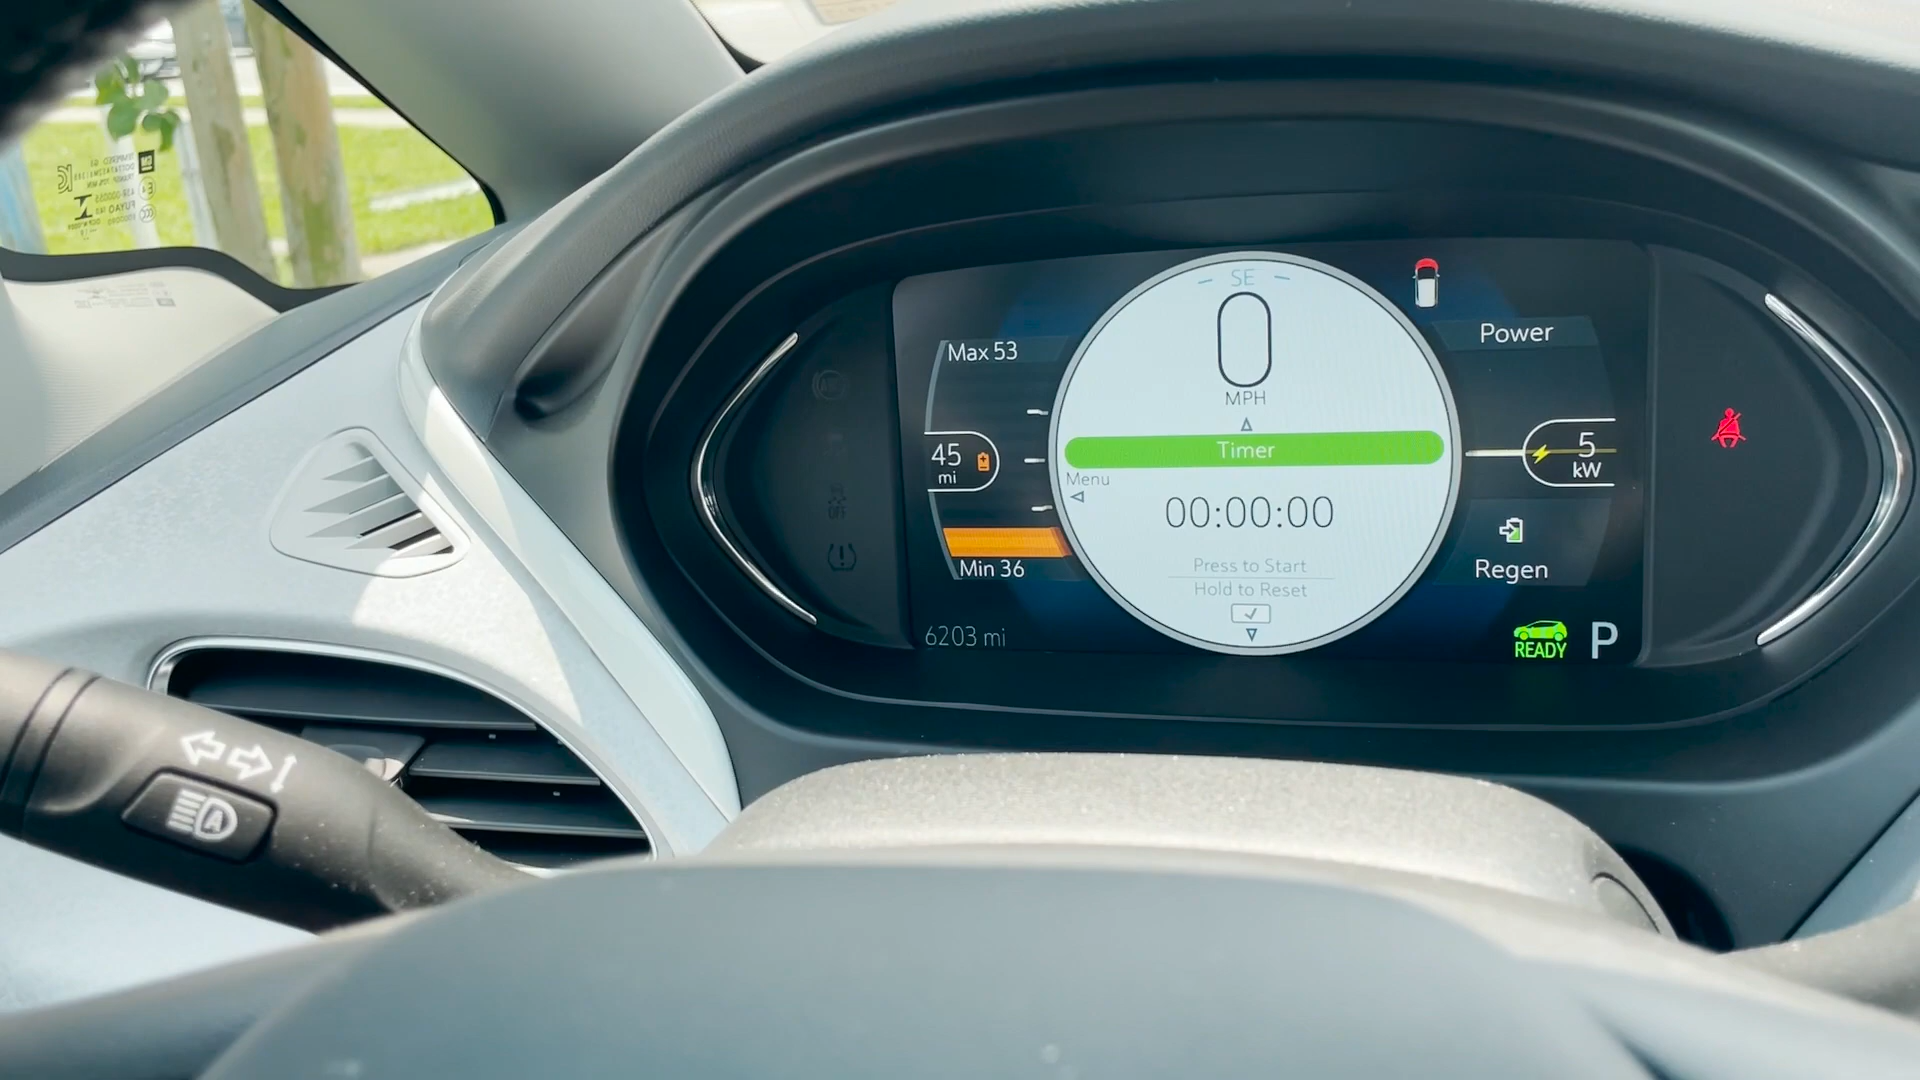 SE
0
MPH
Timer
Menu
00:00:00
Press to Start
Hold to Reset
Max 53
45
mi
Min 36
6203 mi
Power
5
kW
Regen
READY
P
A
GM